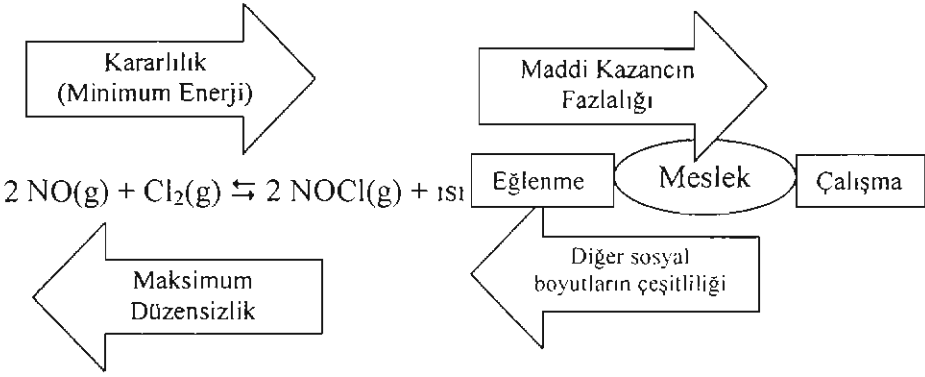 Kararlılık
(Minimum Enerji)
2 NO(g) + Cl₂(g) ⇆ 2 NOCl(g) + ısı
Maksimum
Düzensizlik
Maddi Kazancın
Fazlalığı
Eğlenme
Meslek
Çalışma
Diğer sosyal
boyutların çeşitliliği